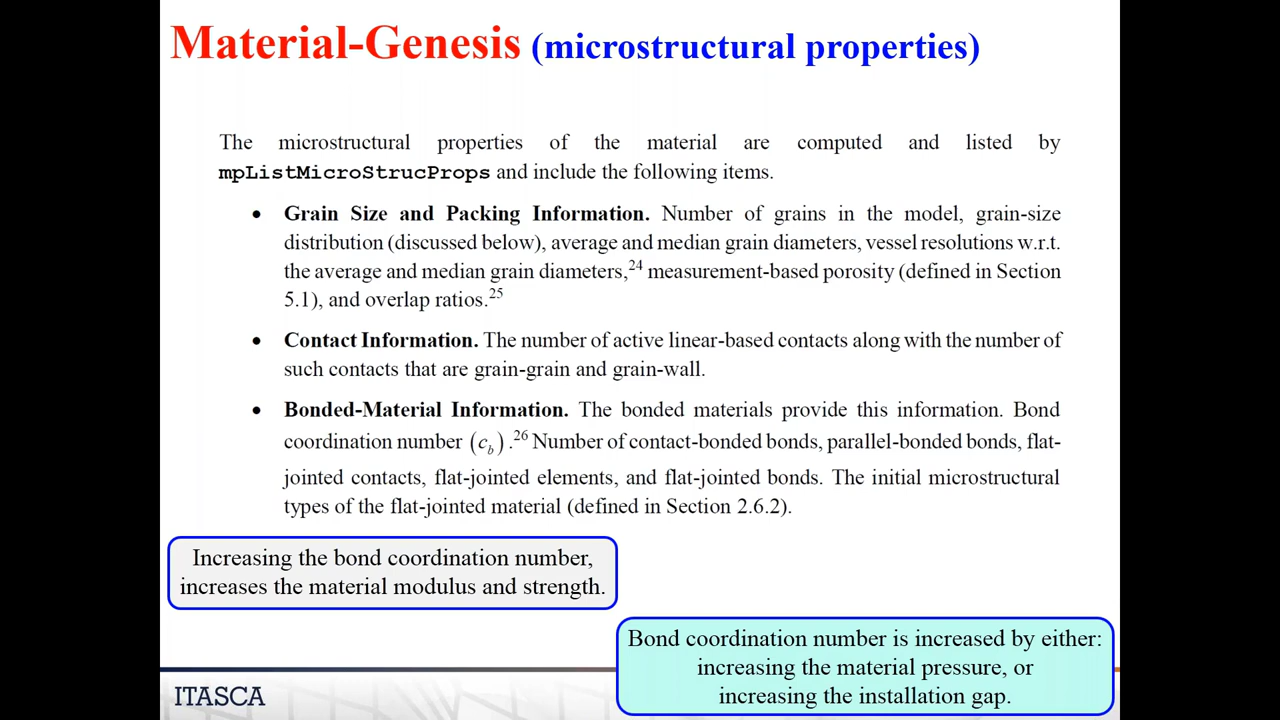 Material-Genesis (microstructural properties)
The microstructural properties of the material are computed and listed by
mpListMicroStrucProps and include the following items.
• Grain Size and Packing Information. Number of grains in the model, grain-size
distribution (discussed below), average and median grain diameters, vessel resolutions w.r.t.
the average and median grain diameters,24 measurement-based porosity (defined in Section
5.1), and overlap ratios.25
• Contact Information. The number of active linear-based contacts along with the number of
such contacts that are grain-grain and grain-wall.
• Bonded-Material Information. The bonded materials provide this information. Bond
coordination number (cb).26 Number of contact-bonded bonds, parallel-bonded bonds, flat-
jointed contacts, flat-jointed elements, and flat-jointed bonds. The initial microstructural
types of the flat-jointed material (defined in Section 2.6.2).
Increasing the bond coordination number,
increases the material modulus and strength.
Bond coordination number is increased by either:
increasing the material pressure, or
increasing the installation gap.
ITASCA